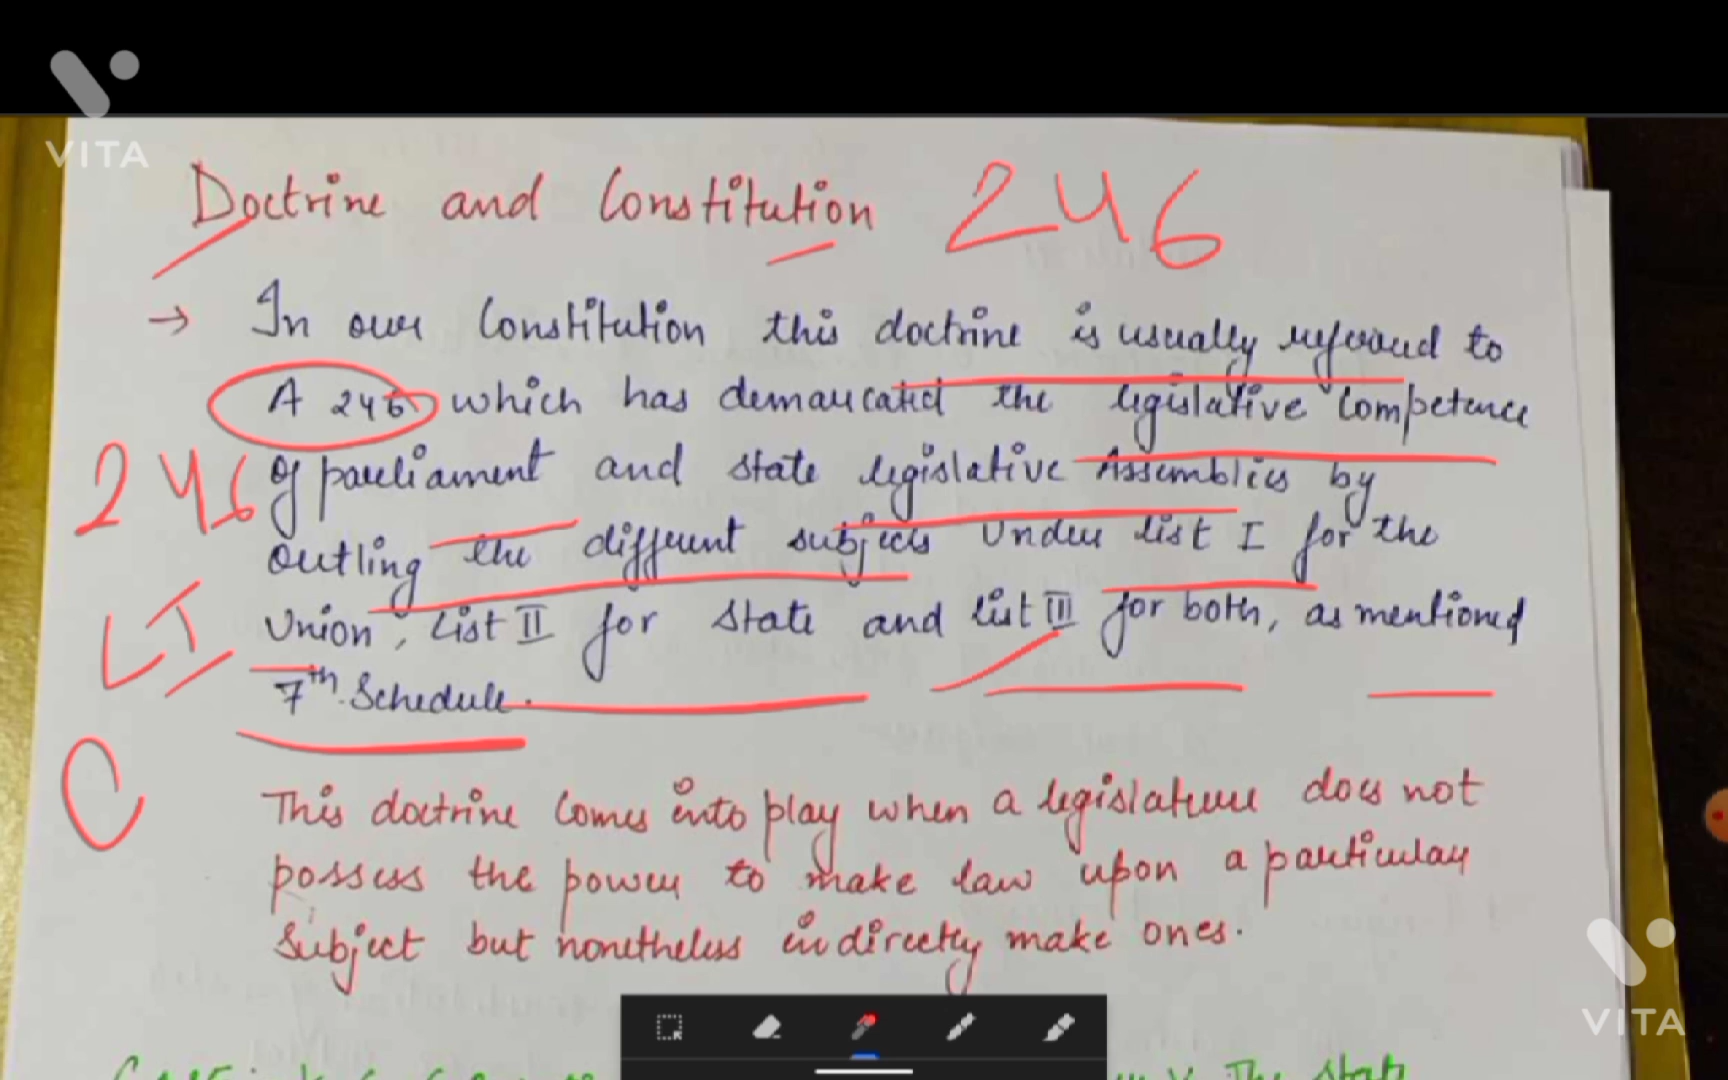 VITA
Doctrine and Constitution 246
→ In our Constitution this doctrine is usually referred to
A 246 which has demarcated the legislative competence
246 of parliament and state legislative Assemblies by
outling the different subjects under list I for the
LI Union, List II for state and list III for both, as mentioned
7th Schedule.
C
This doctrine comes into play when a legislature does not
possess the power to make law upon a particular
subject but nonetheless indirectly make ones.
VITA
v. The State